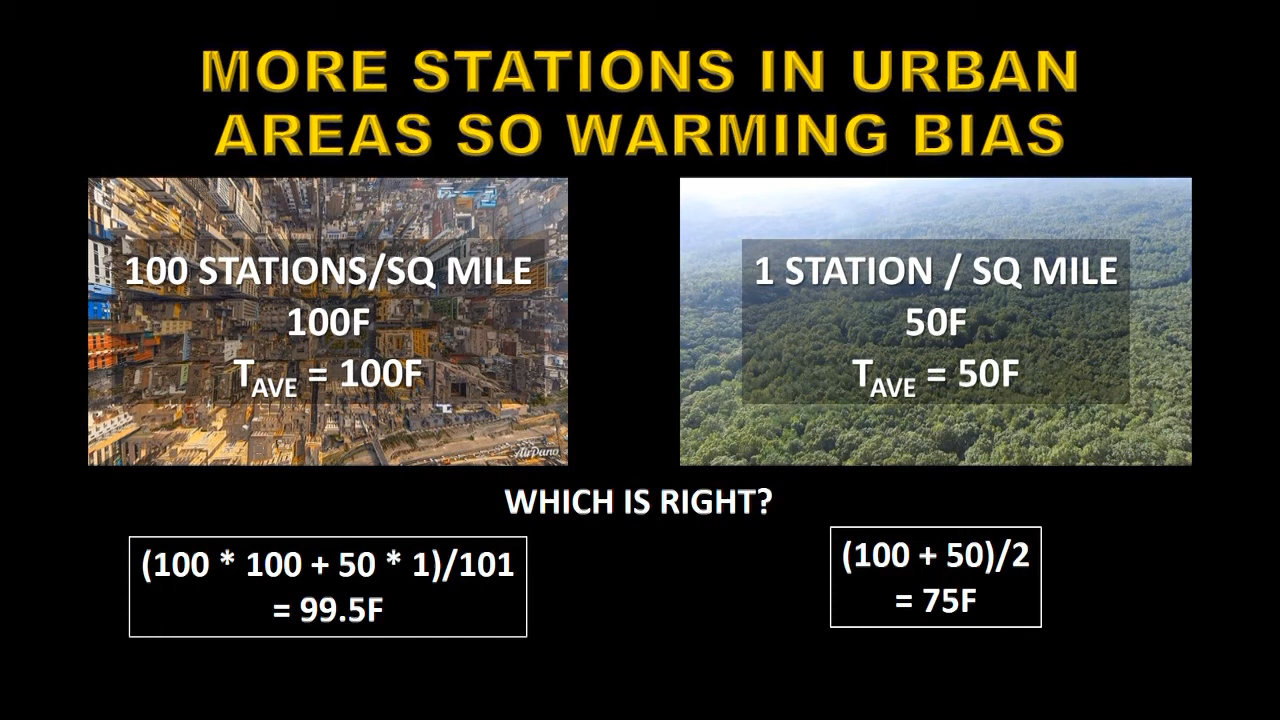 MORE STATIONS IN URBAN
AREAS SO WARMING BIAS
100 STATIONS/SQ MILE
100F
TAVE = 100F
AirPano
1 STATION / SQ MILE
50F
TAVE = 50F
WHICH IS RIGHT?
(100 * 100 + 50 * 1)/101
= 99.5F
(100 + 50)/2
= 75F